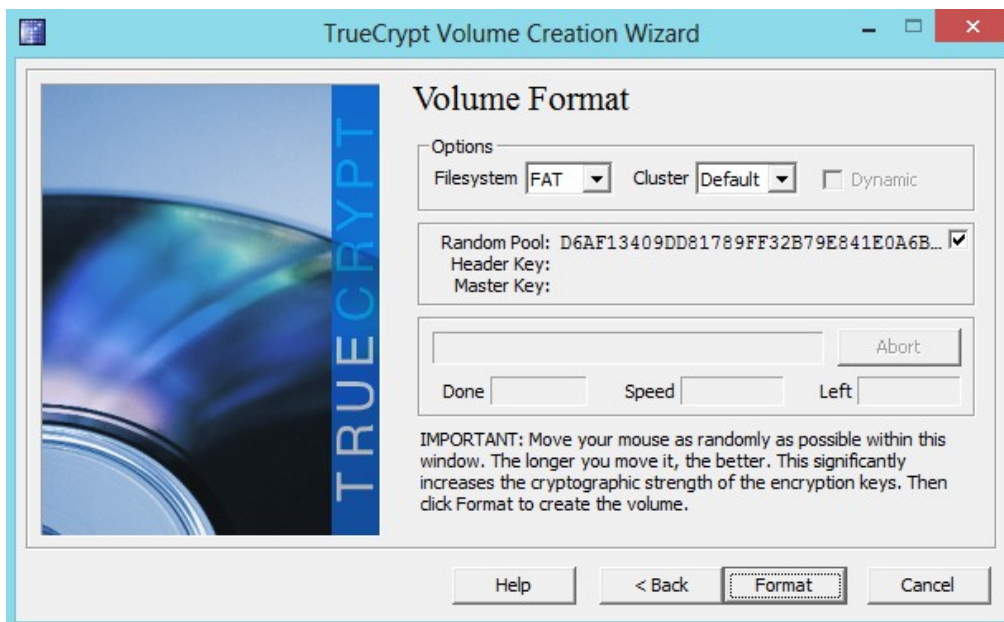 TrueCrypt Volume Creation Wizard
TRUECRYPT
Volume Format
Options
Filesystem FAT Cluster Default Dynamic
Random Pool: D6AF13409DD81789FF32B79E841E0A6B...
Header Key:
Master Key:
Abort
Done Speed Left
IMPORTANT: Move your mouse as randomly as possible within this
window. The longer you move it, the better. This significantly
increases the cryptographic strength of the encryption keys. Then
click Format to create the volume.
Help < Back Format Cancel